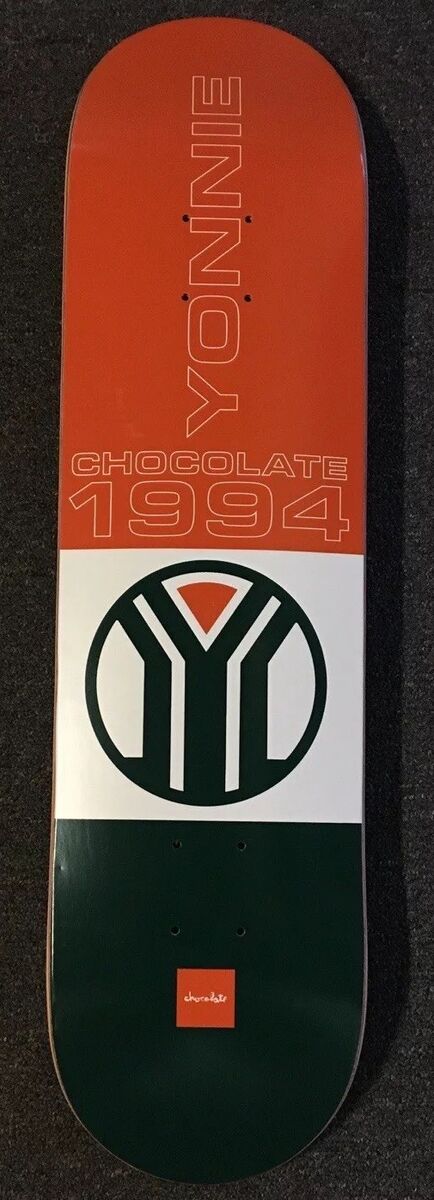 YONNIE
CHOCOLATE
1994
Y
chocolate